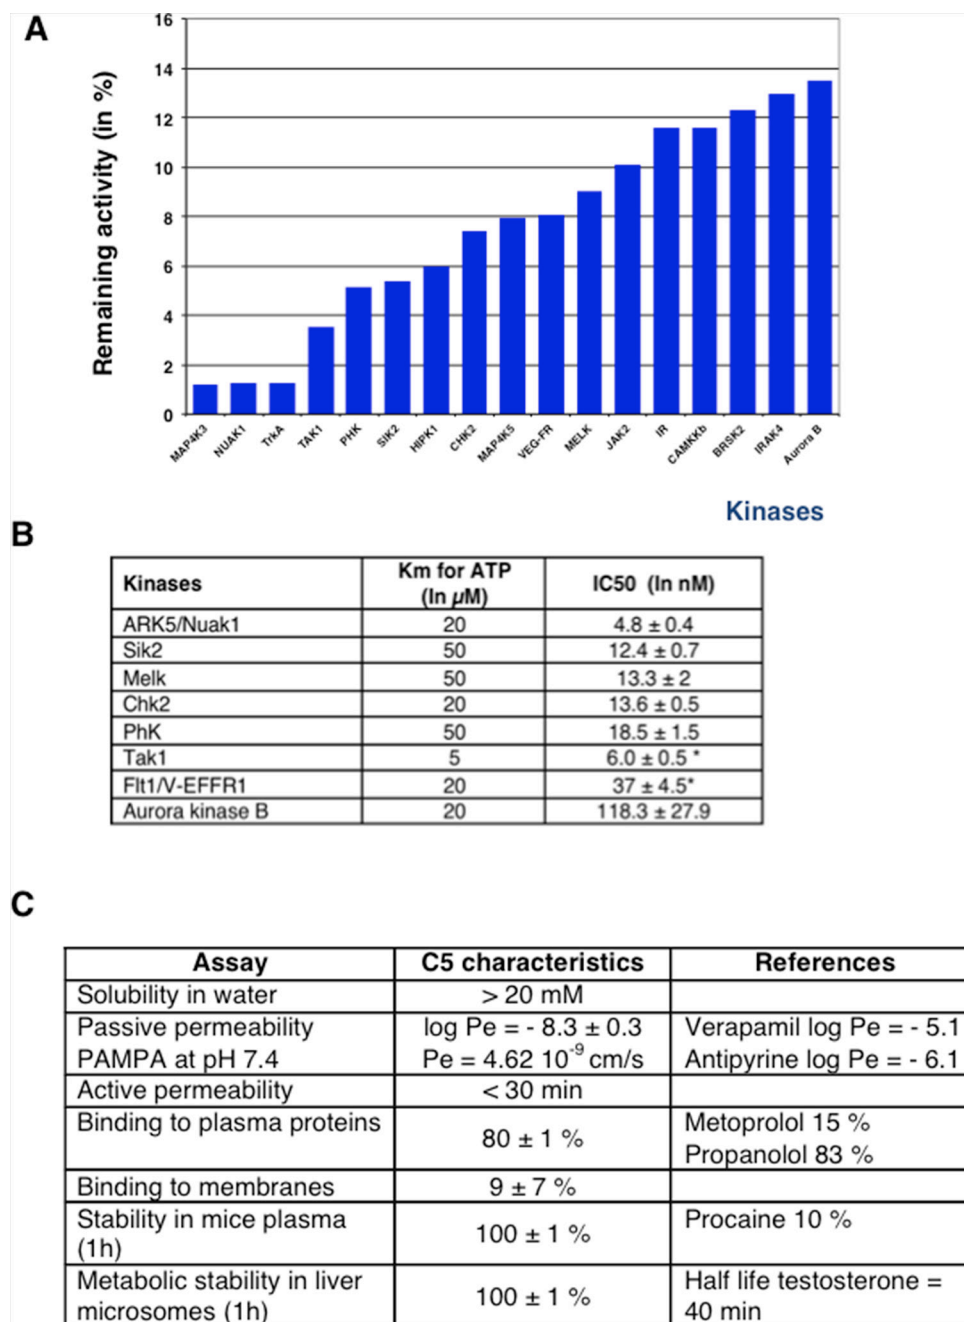 A
Remaining activity (in %)
16
14
12
10
8
6
4
2
0
MAP4K3
NUAK1
TrkA
TAK1
PHK
SIK2
HIPK1
CHK2
MAP4K5
VEG-FR
MELK
JAK2
IR
CAMKKb
BRSK2
IRAK4
Aurora B
Kinases
B
Kinases
Km for ATP
(In µM)
IC50 (In nM)
ARK5/Nuak1 20 4.8 ± 0.4
Sik2 50 12.4 ± 0.7
Melk 50 13.3 ± 2
Chk2 20 13.6 ± 0.5
PhK 50 18.5 ± 1.5
Tak1 5 6.0 ± 0.5 *
Flt1/V-EFFR1 20 37 ± 4.5*
Aurora kinase B 20 118.3 ± 27.9
C
Assay C5 characteristics References
Solubility in water > 20 mM
Passive permeability log Pe = - 8.3 ± 0.3 Verapamil log Pe = - 5.1
PAMPA at pH 7.4 Pe = 4.62 10⁻⁹ cm/s Antipyrine log Pe = - 6.1
Active permeability < 30 min
Binding to plasma proteins 80 ± 1 % Metoprolol 15 %
Propanolol 83 %
Binding to membranes 9 ± 7 %
Stability in mice plasma
(1h)
100 ± 1 %
Procaine 10 %
Metabolic stability in liver
microsomes (1h)
100 ± 1 %
Half life testosterone =
40 min